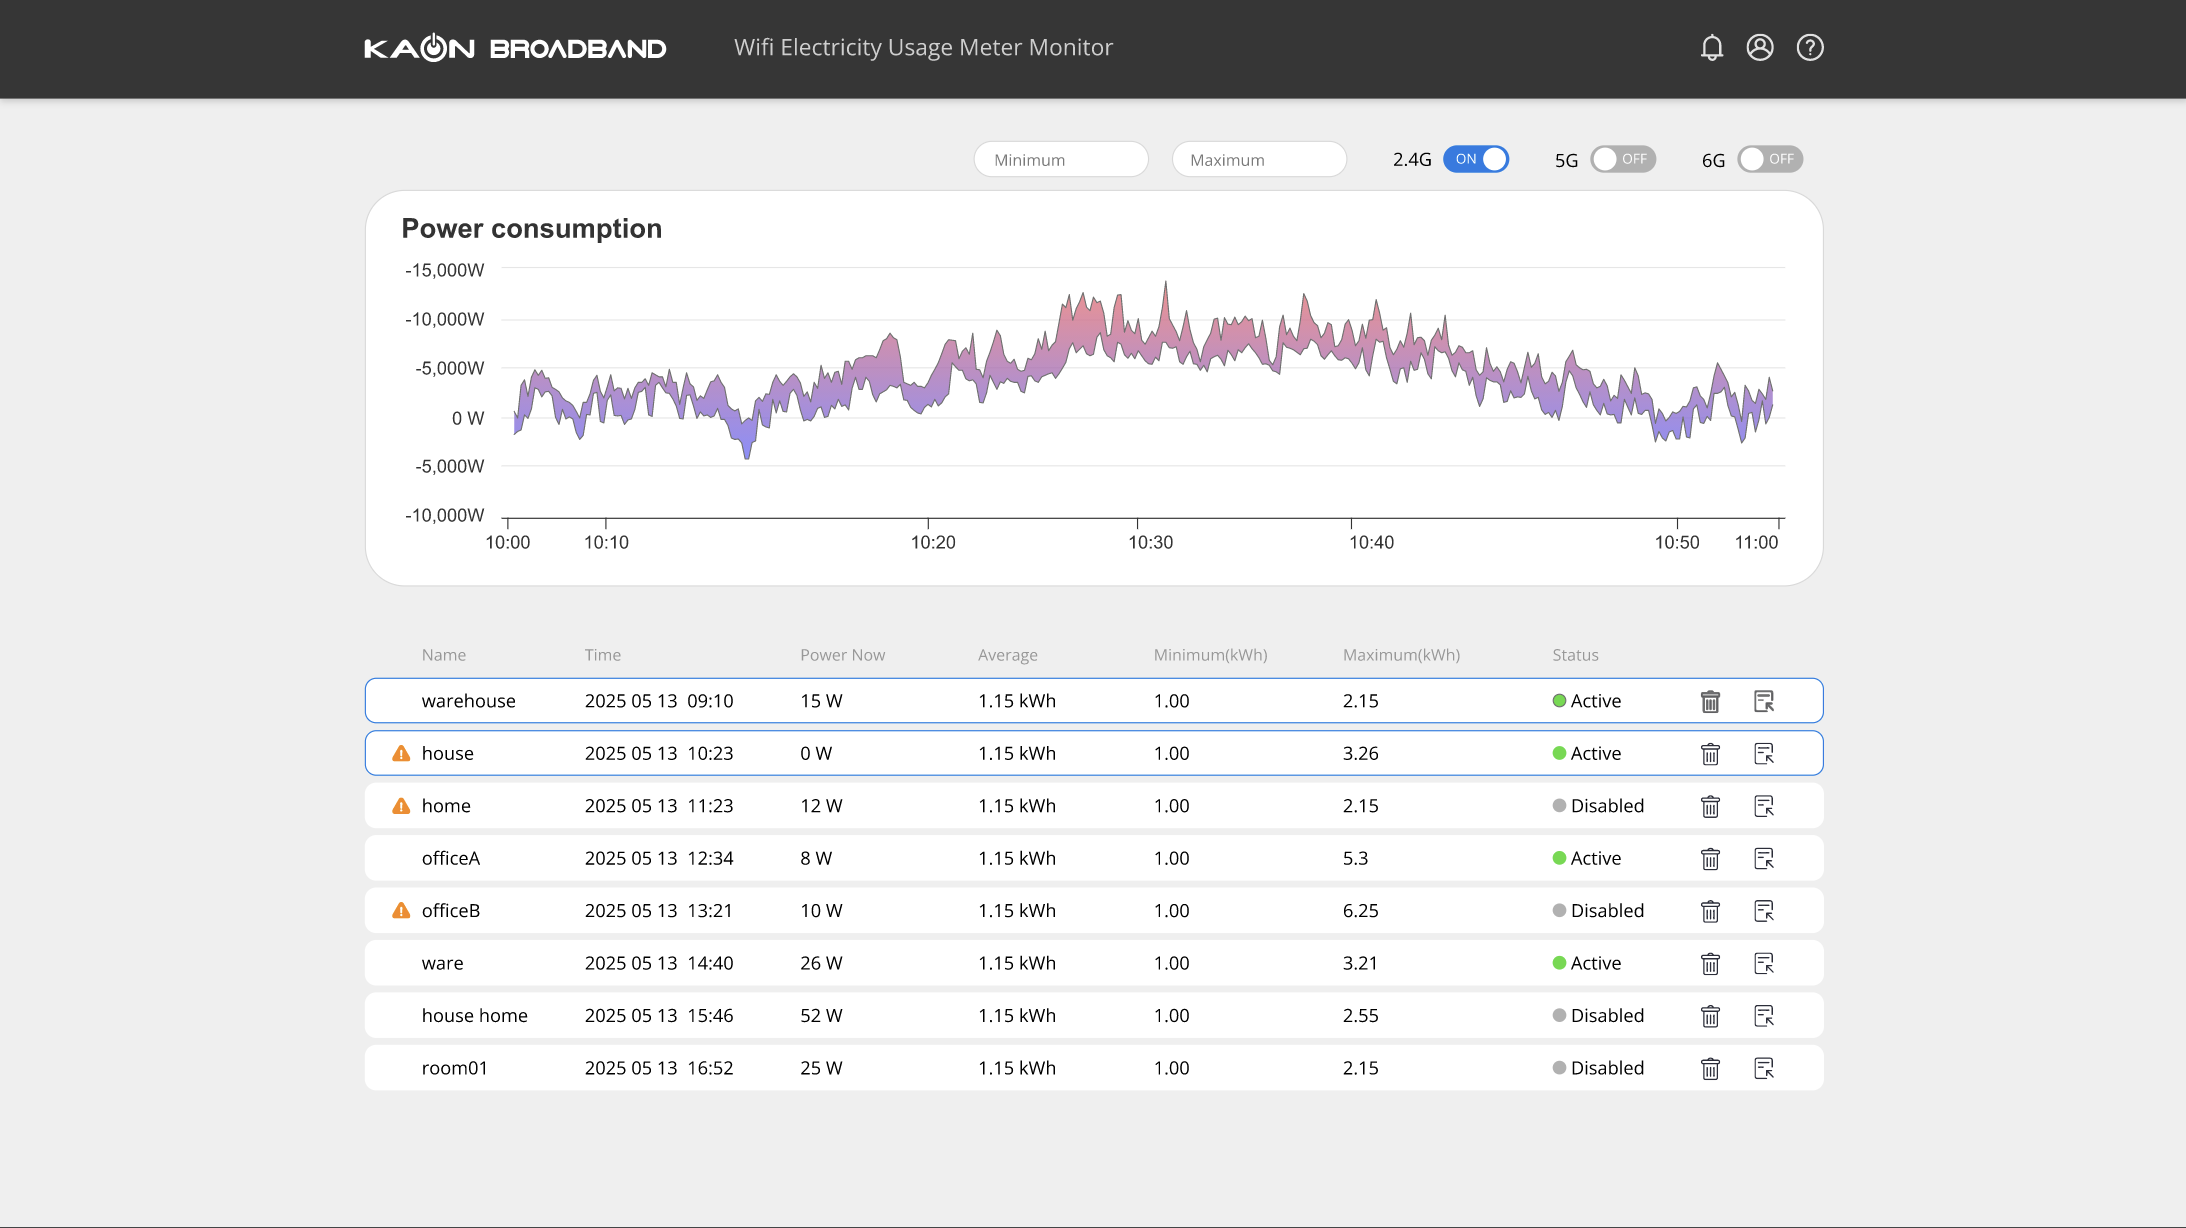 KAON BROADBAND Wifi Electricity Usage Meter Monitor
Minimum Maximum 2.4G ON 5G OFF 6G OFF
Power consumption
-15,000W
-10,000W
-5,000W
0 W
-5,000W
-10,000W
10:00 10:10 10:20 10:30 10:40 10:50 11:00
Name Time Power Now Average Minimum(kWh) Maximum(kWh) Status
warehouse 2025 05 13 09:10 15 W 1.15 kWh 1.00 2.15 Active
house 2025 05 13 10:23 0 W 1.15 kWh 1.00 3.26 Active
home 2025 05 13 11:23 12 W 1.15 kWh 1.00 2.15 Disabled
officeA 2025 05 13 12:34 8 W 1.15 kWh 1.00 5.3 Active
officeB 2025 05 13 13:21 10 W 1.15 kWh 1.00 6.25 Disabled
ware 2025 05 13 14:40 26 W 1.15 kWh 1.00 3.21 Active
house home 2025 05 13 15:46 52 W 1.15 kWh 1.00 2.55 Disabled
room01 2025 05 13 16:52 25 W 1.15 kWh 1.00 2.15 Disabled